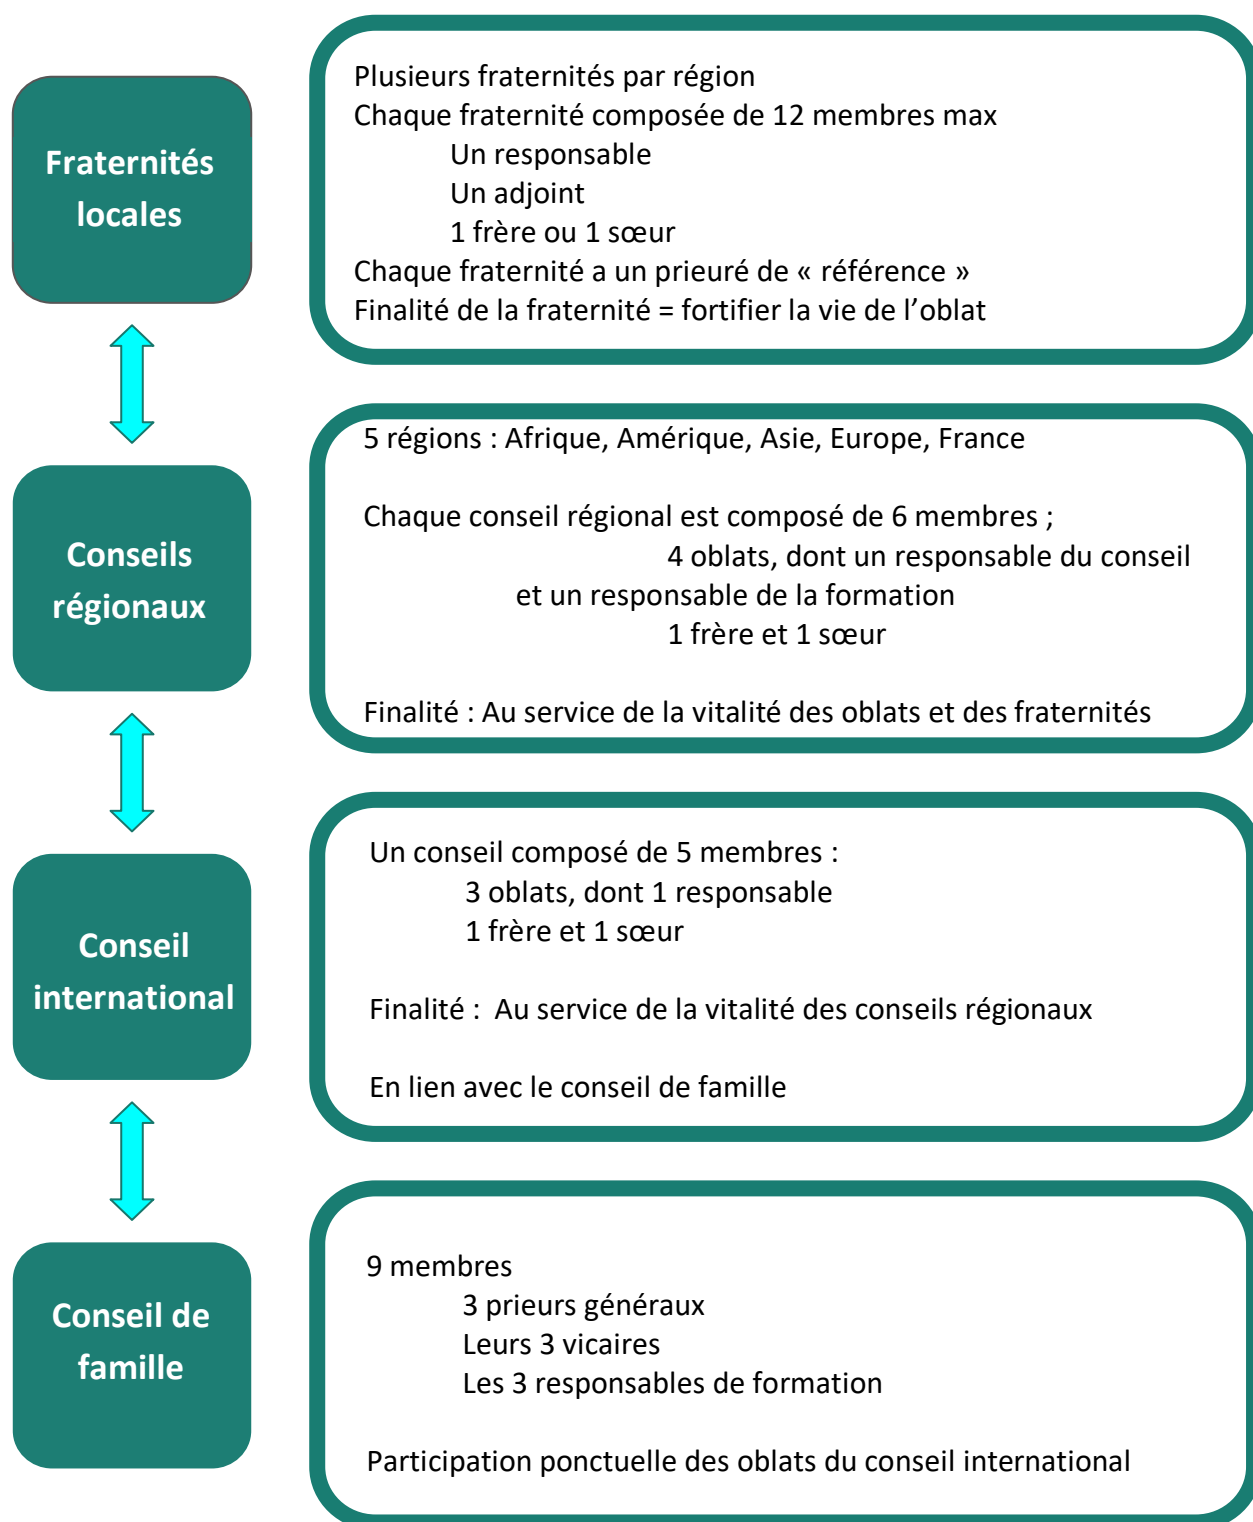 Fraternités
locales
Plusieurs fraternités par région
Chaque fraternité composée de 12 membres max
Un responsable
Un adjoint
1 frère ou 1 sœur
Chaque fraternité a un prieuré de « référence »
Finalité de la fraternité = fortifier la vie de l’oblat
Conseils
régionaux
5 régions : Afrique, Amérique, Asie, Europe, France
Chaque conseil régional est composé de 6 membres ;
4 oblats, dont un responsable du conseil
et un responsable de la formation
1 frère et 1 sœur
Finalité : Au service de la vitalité des oblats et des fraternités
Conseil
international
Un conseil composé de 5 membres :
3 oblats, dont 1 responsable
1 frère et 1 sœur
Finalité :  Au service de la vitalité des conseils régionaux
En lien avec le conseil de famille
Conseil de
famille
9 membres
3 prieurs généraux
Leurs 3 vicaires
Les 3 responsables de formation
Participation ponctuelle des oblats du conseil international